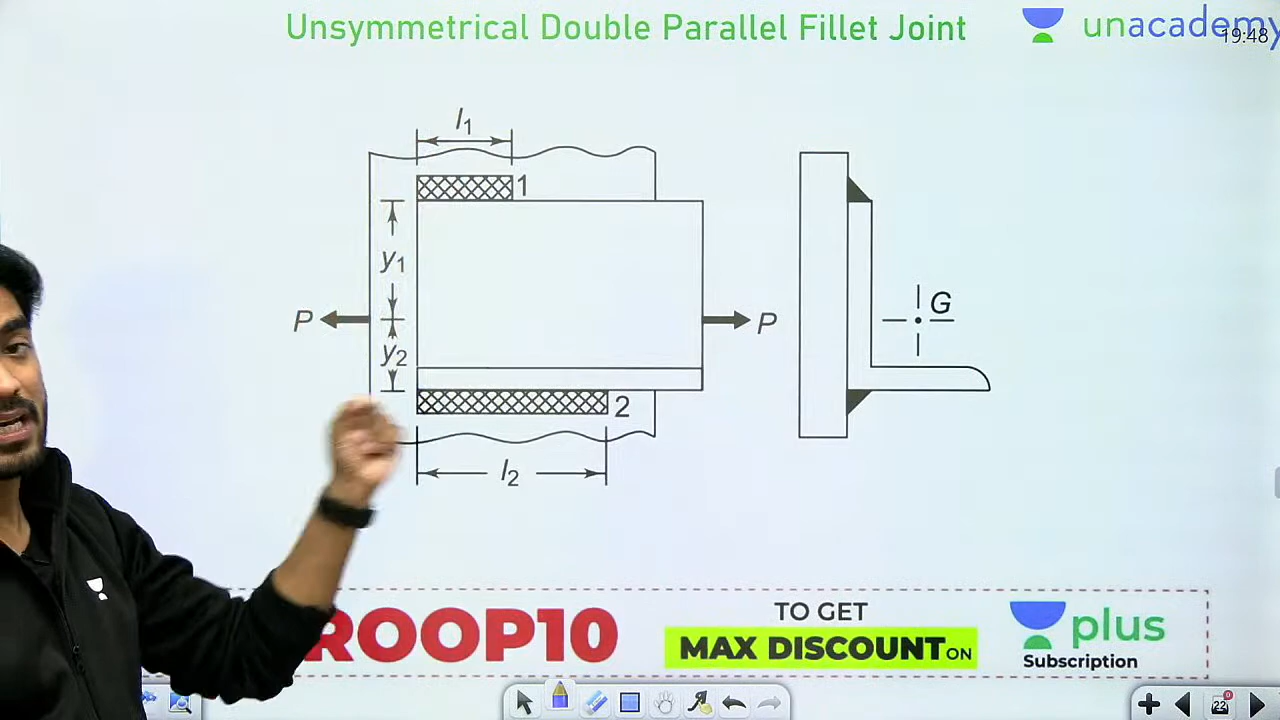 Unsymmetrical Double Parallel Fillet Joint
unacademy
19:48
l1
1
y1
P
P
G
y2
2
l2
ROOP10
TO GET
MAX DISCOUNT ON
plus
Subscription
22